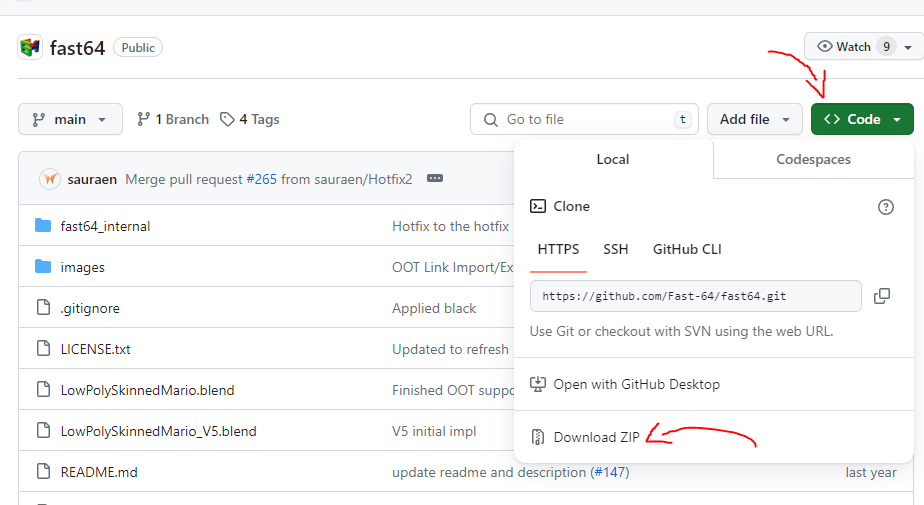 fast64 Public Watch 9
main 1 Branch 4 Tags Go to file t Add file <> Code
Local Codespaces
sauraen Merge pull request #265 from sauraen/Hotfix2
Clone
fast64_internal Hotfix to the hotfix
HTTPS SSH GitHub CLI
images OOT Link Import/Ex
https://github.com/Fast-64/fast64.git
.gitignore Applied black
Use Git or checkout with SVN using the web URL.
LICENSE.txt Updated to refresh
Open with GitHub Desktop
LowPolySkinnedMario.blend Finished OOT suppo
LowPolySkinnedMario_V5.blend V5 initial impl
Download ZIP
README.md update readme and description (#147) last year